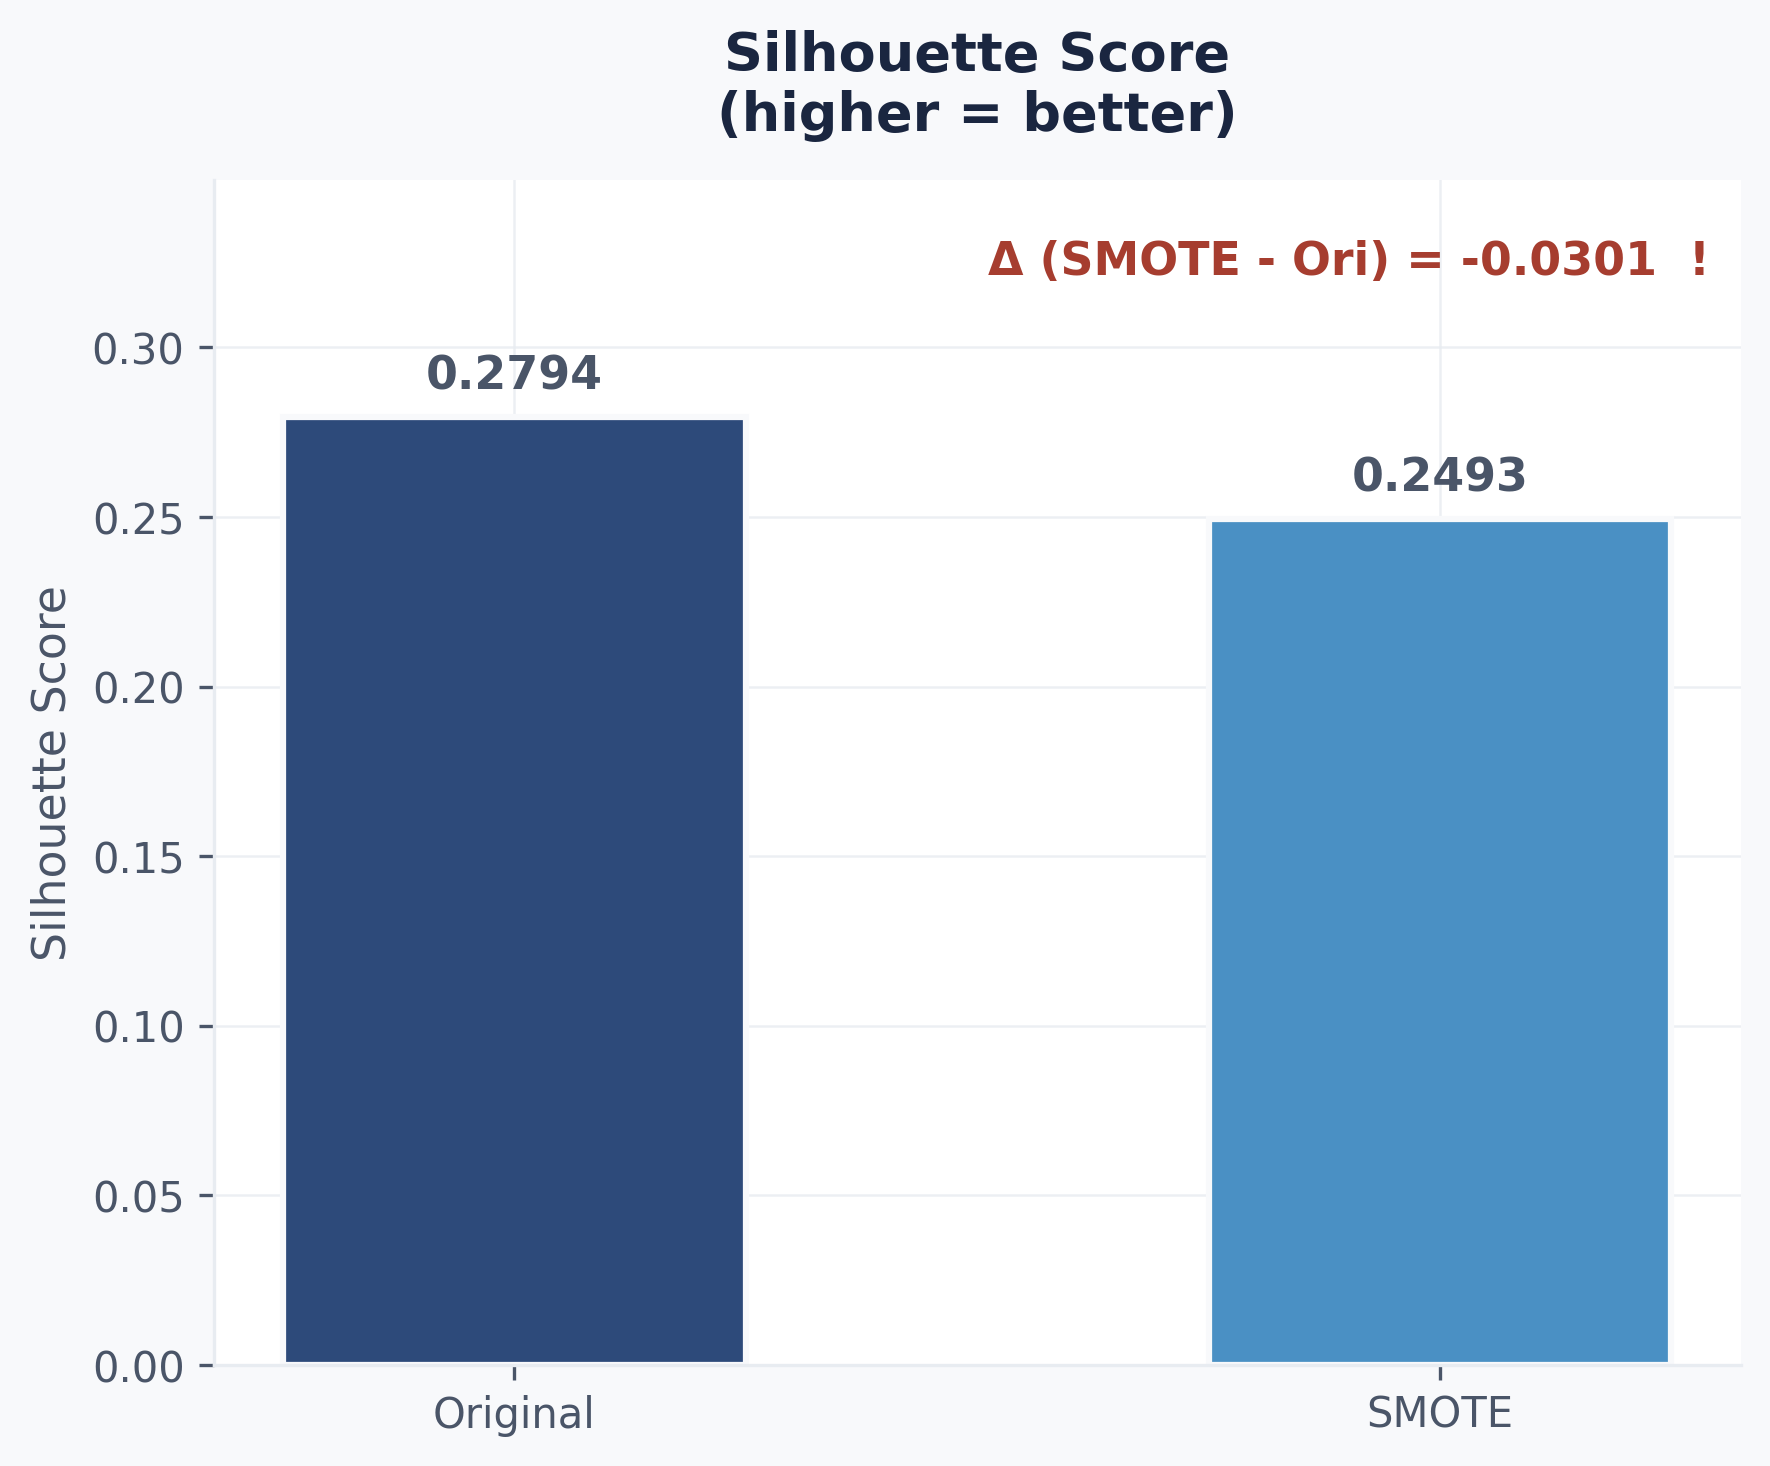 Silhouette Score
(higher = better)
Δ (SMOTE - Ori) = -0.0301 !
0.30
0.2794
0.2493
0.25
0.20
0.15
0.10
0.05
0.00
Silhouette Score
Original
SMOTE